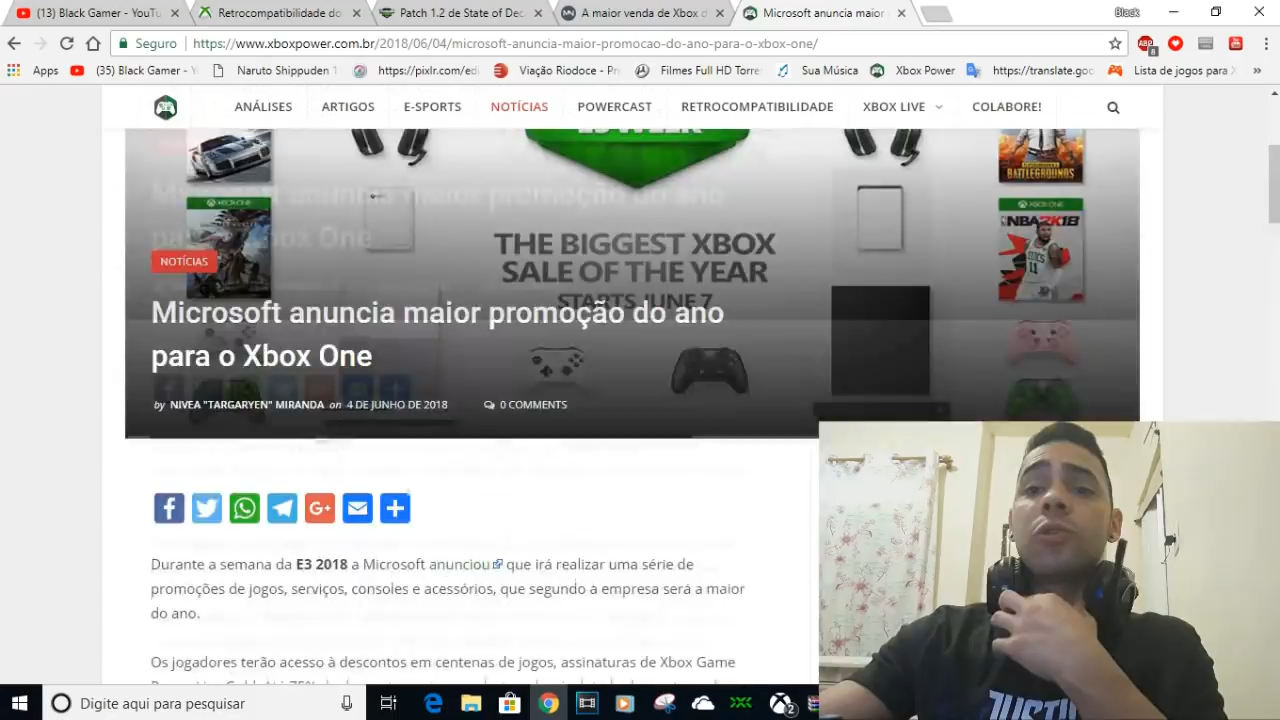 (13) Black Gamer - YouTu
Retrocompatibilidade do
Patch 1.2 de State of Dec
A maior venda de Xbox d
Microsoft anuncia maior
Black
Seguro
https://www.xboxpower.com.br/2018/06/04/microsoft-anuncia-maior-promocao-do-ano-para-o-xbox-one/
ABP
8
Apps
(35) Black Gamer - Y
Naruto Shippuden 1
https://pixlr.com/edi
Viação Riodoce - Pr
Filmes Full HD Torre
Sua Música
Xbox Power
https://translate.goo
Lista de jogos para X
»
ANÁLISES
ARTIGOS
E-SPORTS
NOTÍCIAS
POWERCAST
RETROCOMPATIBILIDADE
XBOX LIVE
COLABORE!
BATTLEGROUNDS
XBOX ONE
XBOX ONE
NBA2K18
THE BIGGEST XBOX
SALE OF THE YEAR
STARTS JUNE 7
NOTÍCIAS
Microsoft anuncia maior promoção do ano
para o Xbox One
by NIVEA "TARGARYEN" MIRANDA on 4 DE JUNHO DE 2018
0 COMMENTS
Durante a semana da E3 2018 a Microsoft anunciou que irá realizar uma série de
promoções de jogos, serviços, consoles e acessórios, que segundo a empresa será a maior
do ano.
Os jogadores terão acesso à descontos em centenas de jogos, assinaturas de Xbox Game
Digite aqui para pesquisar
2